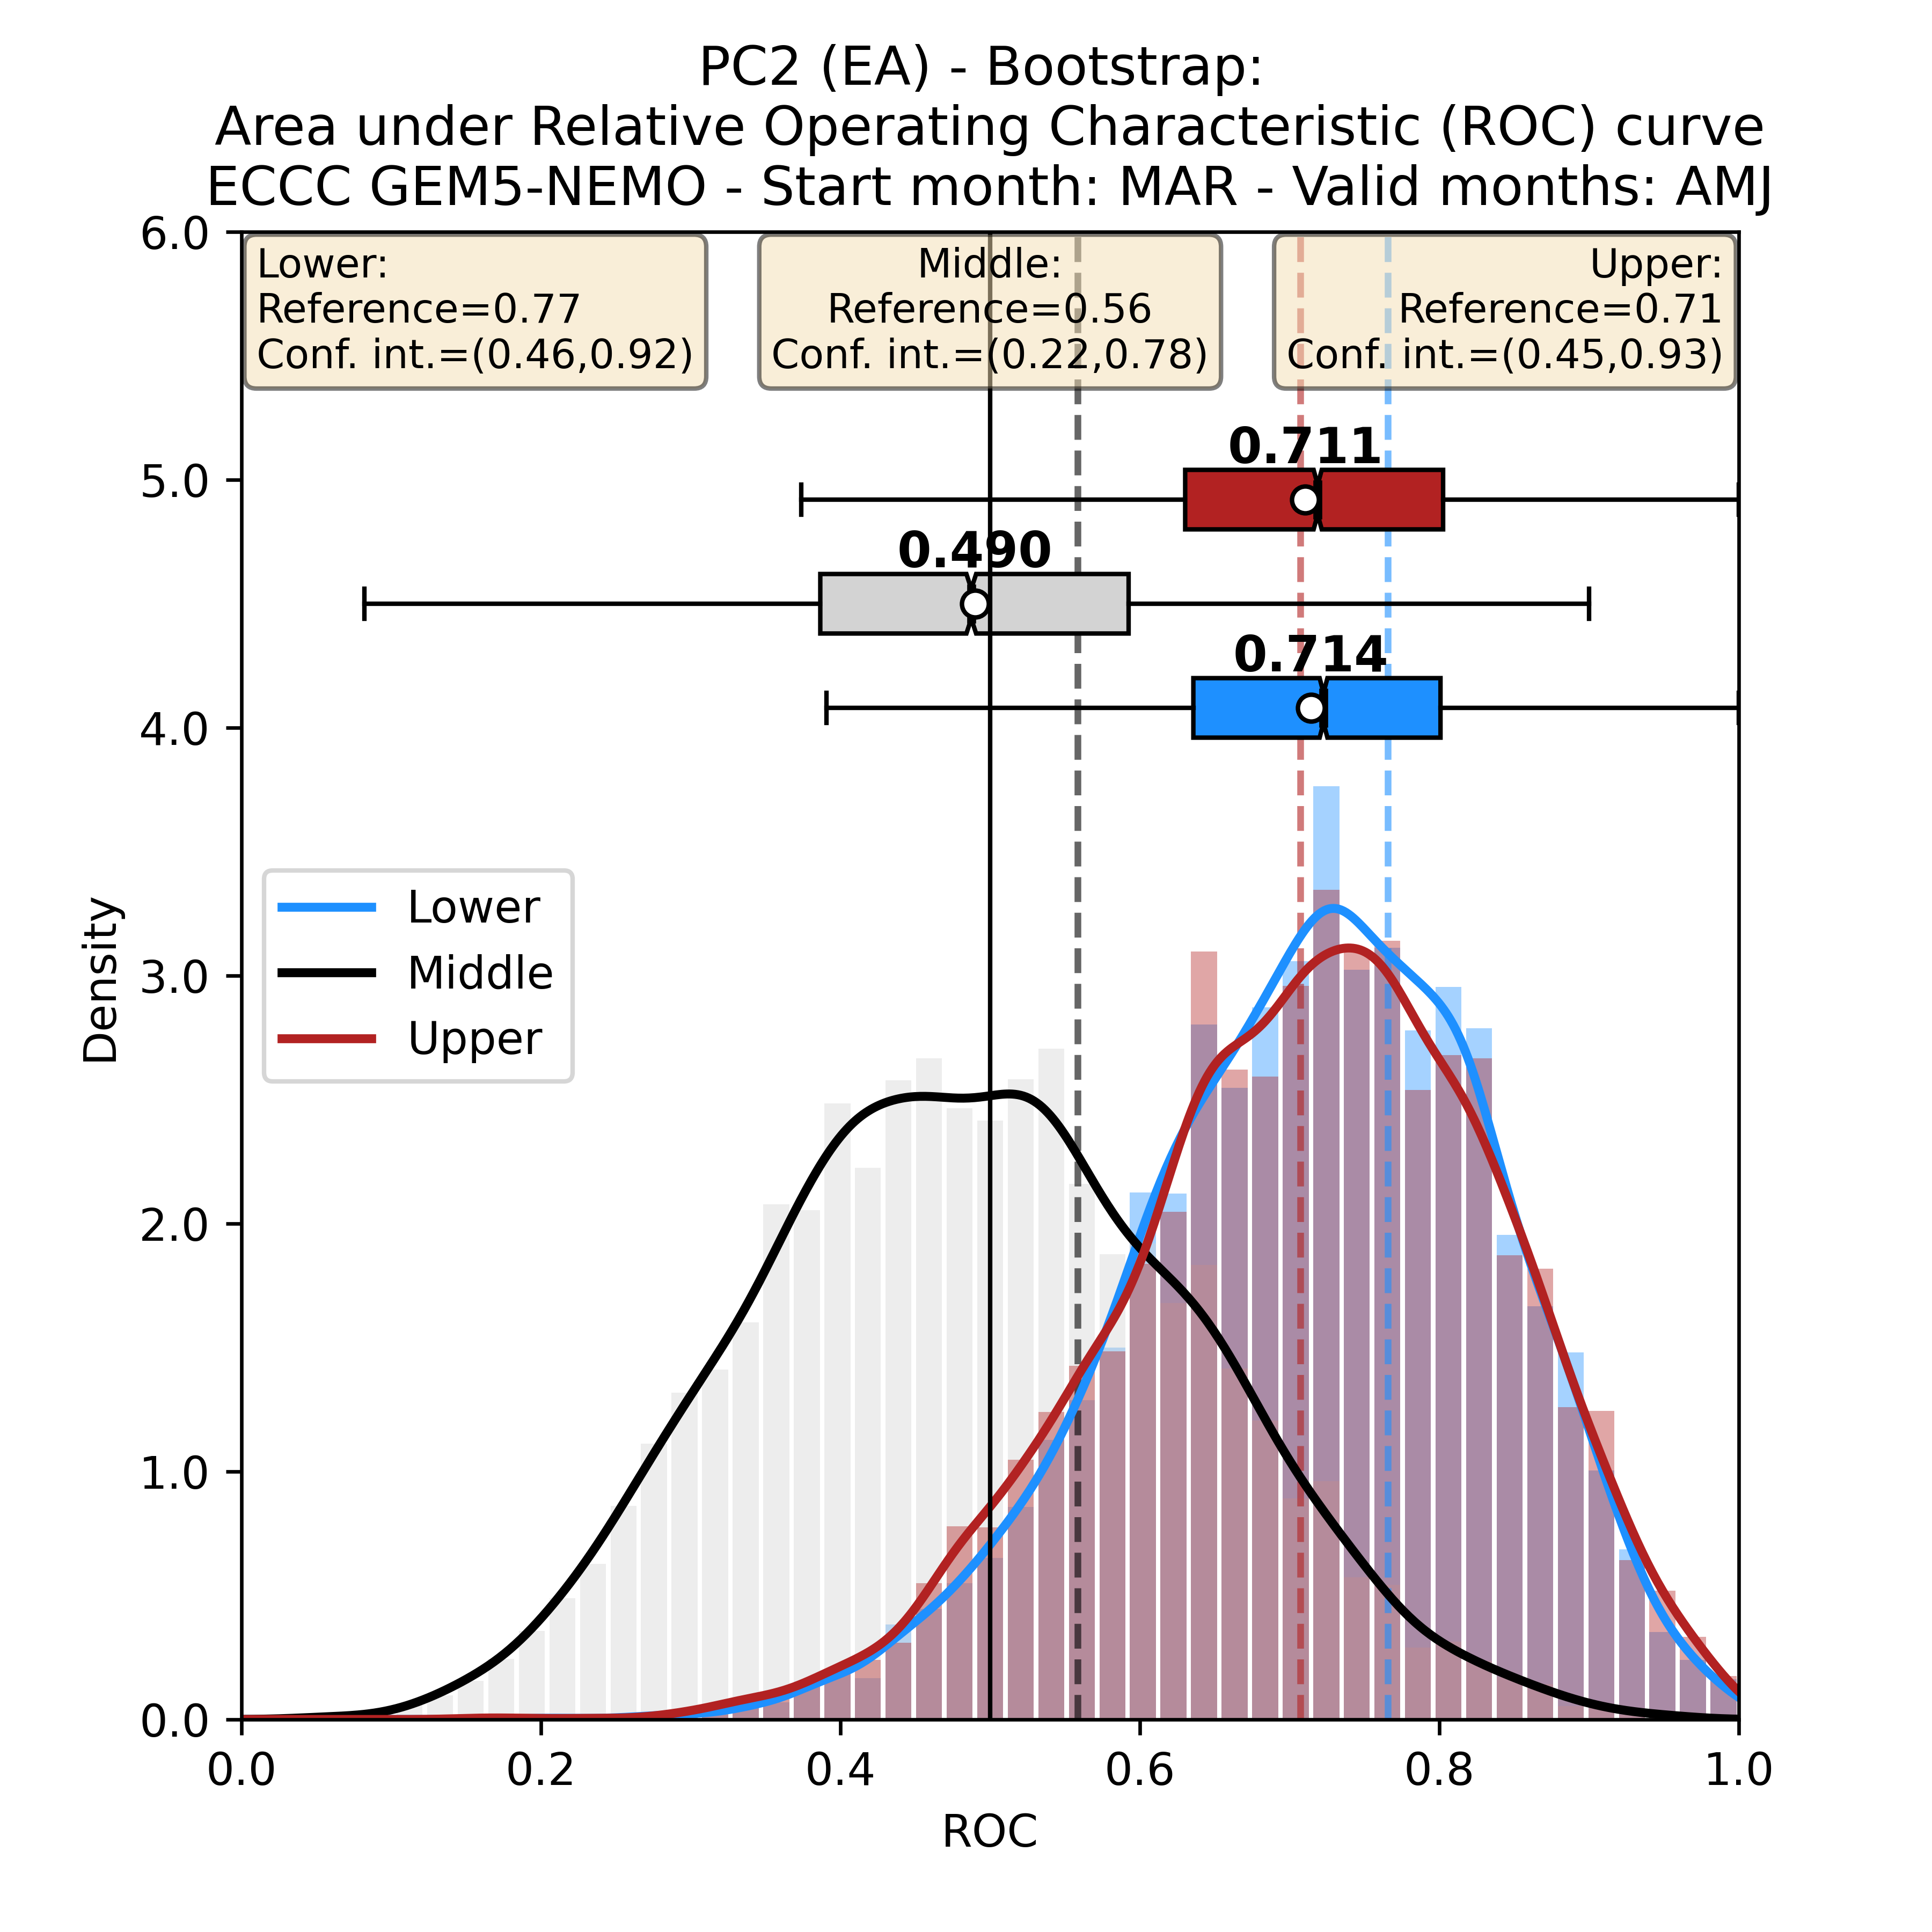 PC2 (EA) - Bootstrap:
Area under Relative Operating Characteristic (ROC) curve
ECCC GEM5-NEMO - Start month: MAR - Valid months: AMJ
Lower:
Reference=0.77
Conf. int.=(0.46,0.92)
Middle:
Reference=0.56
Conf. int.=(0.22,0.78)
Upper:
Reference=0.71
Conf. int.=(0.45,0.93)
0.711
0.490
0.714
Lower
Middle
Upper
Density
6.0
5.0
4.0
3.0
2.0
1.0
0.0
0.0 0.2 0.4 0.6 0.8 1.0
ROC